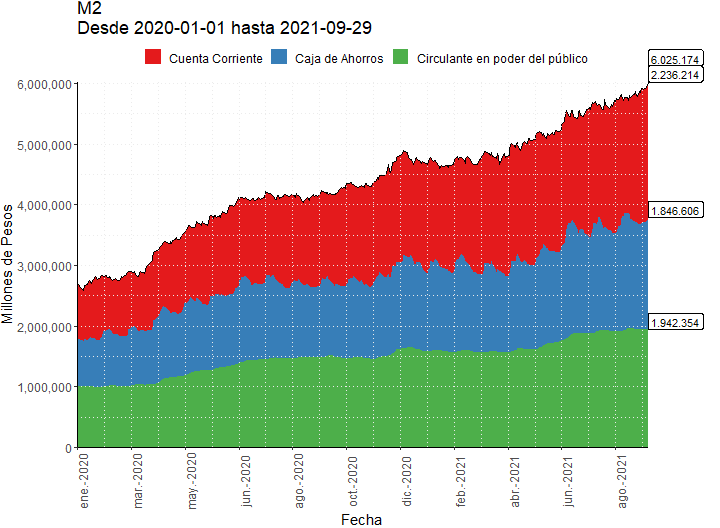 M2
Desde 2020-01-01 hasta 2021-09-29
Cuenta Corriente Caja de Ahorros Circulante en poder del público
6.025.174
2.236.214
1.846.606
1.942.354
Millones de Pesos
6,000,000
5,000,000
4,000,000
3,000,000
2,000,000
1,000,000
0
ene.-2020
mar.-2020
may.-2020
jun.-2020
ago.-2020
oct.-2020
dic.-2020
feb.-2021
abr.-2021
jun.-2021
ago.-2021
Fecha